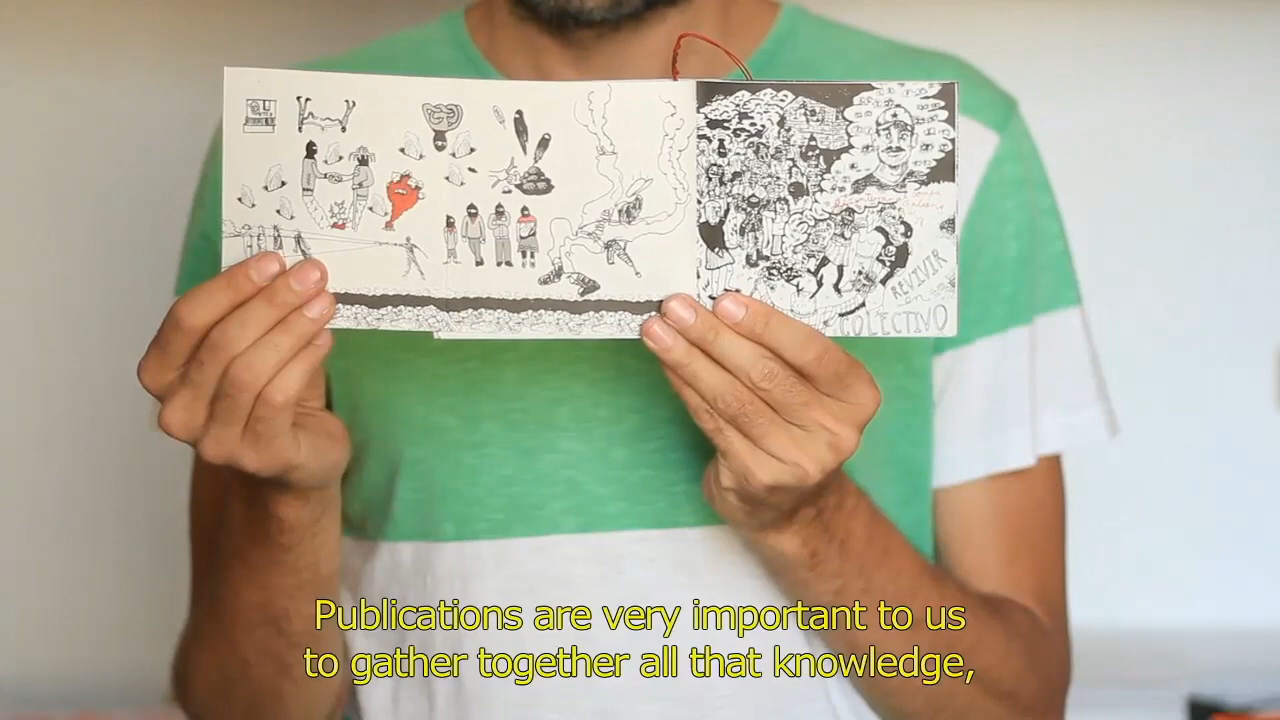 REVIVIR
en
COLECTIVO
Publications are very important to us
to gather together all that knowledge,